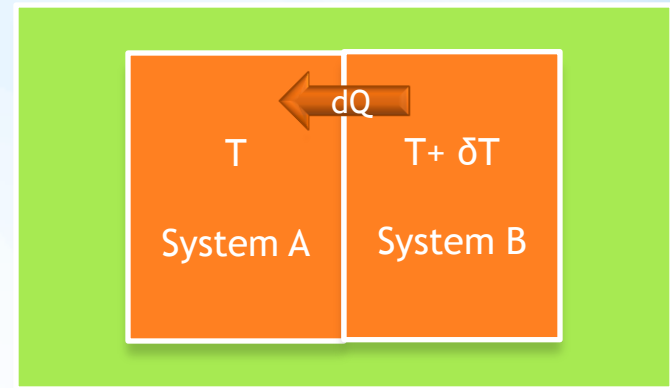 dQ
T
T+ δT
System A
System B